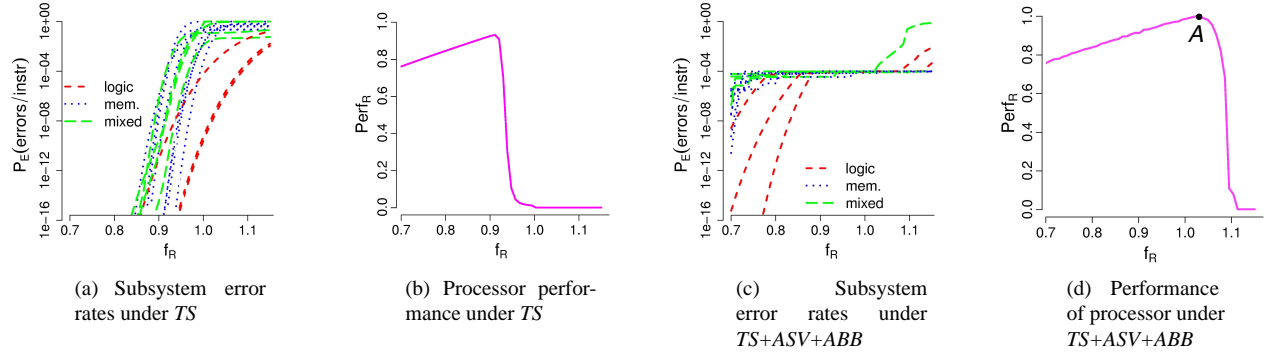 P_E(errors/instr)
1e+00
1e−04
1e−08
1e−12
1e−16
logic
mem.
mixed
0.8
0.9
1.0
1.1
f_R
(a) Subsystem error
rates under TS
Perf_R
1.0
0.8
0.6
0.4
0.2
0.0
0.7
0.8
0.9
1.0
1.1
f_R
(b) Processor perfor-
mance under TS
P_E(errors/instr)
1e+00
1e−04
1e−08
1e−12
1e−16
logic
mem.
mixed
0.7
0.8
0.9
1.0
1.1
f_R
(c) Subsystem
error rates under
TS+ASV+ABB
Perf_R
1.0
0.8
0.6
0.4
0.2
0.0
A
0.7
0.8
0.9
1.0
1.1
f_R
(d) Performance
of processor under
TS+ASV+ABB